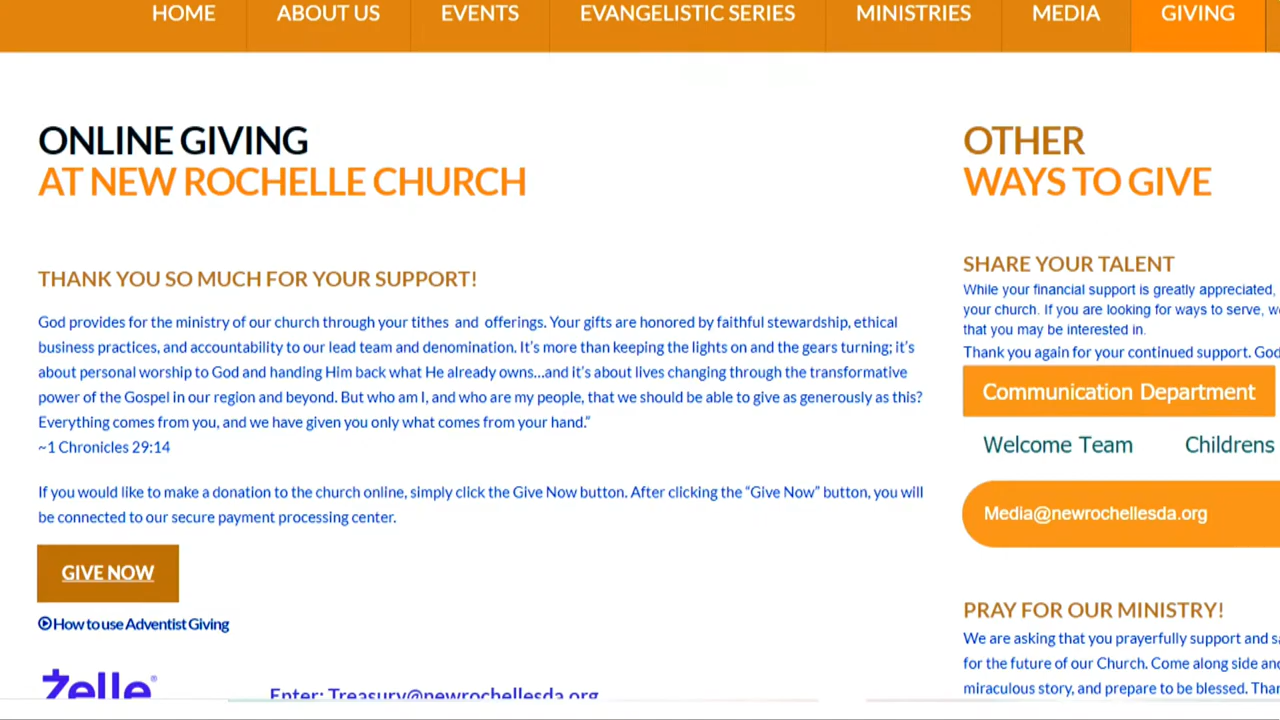 HOME ABOUT US EVENTS EVANGELISTIC SERIES MINISTRIES MEDIA GIVING
ONLINE GIVING
AT NEW ROCHELLE CHURCH
THANK YOU SO MUCH FOR YOUR SUPPORT!
God provides for the ministry of our church through your tithes and offerings. Your gifts are honored by faithful stewardship, ethical
business practices, and accountability to our lead team and denomination. It’s more than keeping the lights on and the gears turning; it’s
about personal worship to God and handing Him back what He already owns...and it’s about lives changing through the transformative
power of the Gospel in our region and beyond. But who am I, and who are my people, that we should be able to give as generously as this?
Everything comes from you, and we have given you only what comes from your hand.”
~1 Chronicles 29:14
If you would like to make a donation to the church online, simply click the Give Now button. After clicking the “Give Now” button, you will
be connected to our secure payment processing center.
GIVE NOW
How to use Adventist Giving
Zelle®
Enter: Treasury@newrochellesda.org
OTHER
WAYS TO GIVE
SHARE YOUR TALENT
While your financial support is greatly appreciated,
your church. If you are looking for ways to serve, w
that you may be interested in.
Thank you again for your continued support. God
Communication Department
Welcome Team Childrens
Media@newrochellesda.org
PRAY FOR OUR MINISTRY!
We are asking that you prayerfully support and sa
for the future of our Church. Come along side and
miraculous story, and prepare to be blessed. Than